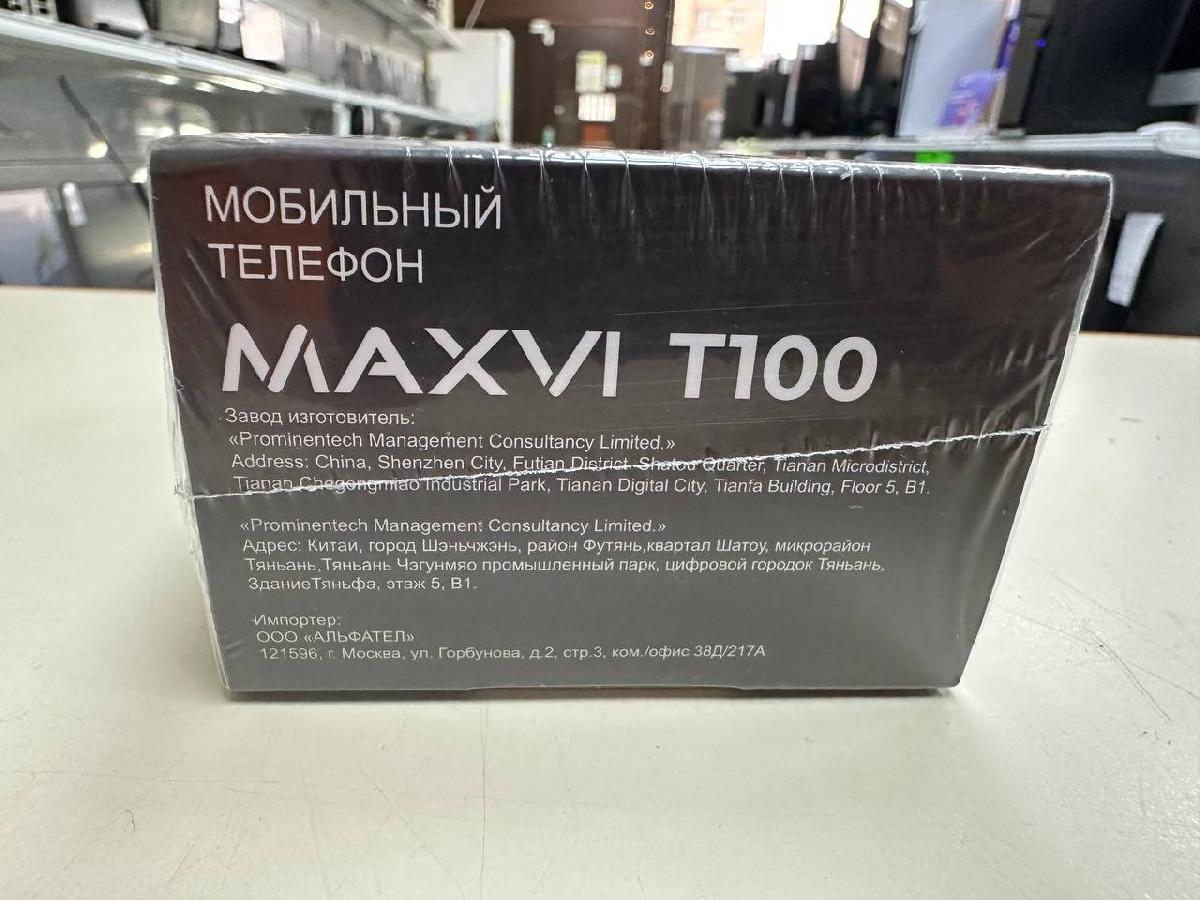 МОБИЛЬНЫЙ
ТЕЛЕФОН
MAXVI T100
Завод изготовитель:
«Prominentech Management Consultancy Limited.»
Address: China, Shenzhen City, Futian District Shatou Quarter, Tianan Microdistrict,
Tianan Chegongmiao Industrial Park, Tianan Digital City, Tianfa Building, Floor 5, B1.
«Prominentech Management Consultancy Limited.»
Адрес: Китай, город Шэньчжэнь, район Футянь,квартал Шатоу, микрорайон
Тяньань,Тяньань Чэгунмяо промышленный парк, цифровой городок Тяньань,
ЗданиеТяньфа, этаж 5, B1.
Импортер:
ООО «АЛЬФАТЕЛ»
121596, г. Москва, ул. Горбунова, д.2, стр.3, ком./офис 38Д/217А